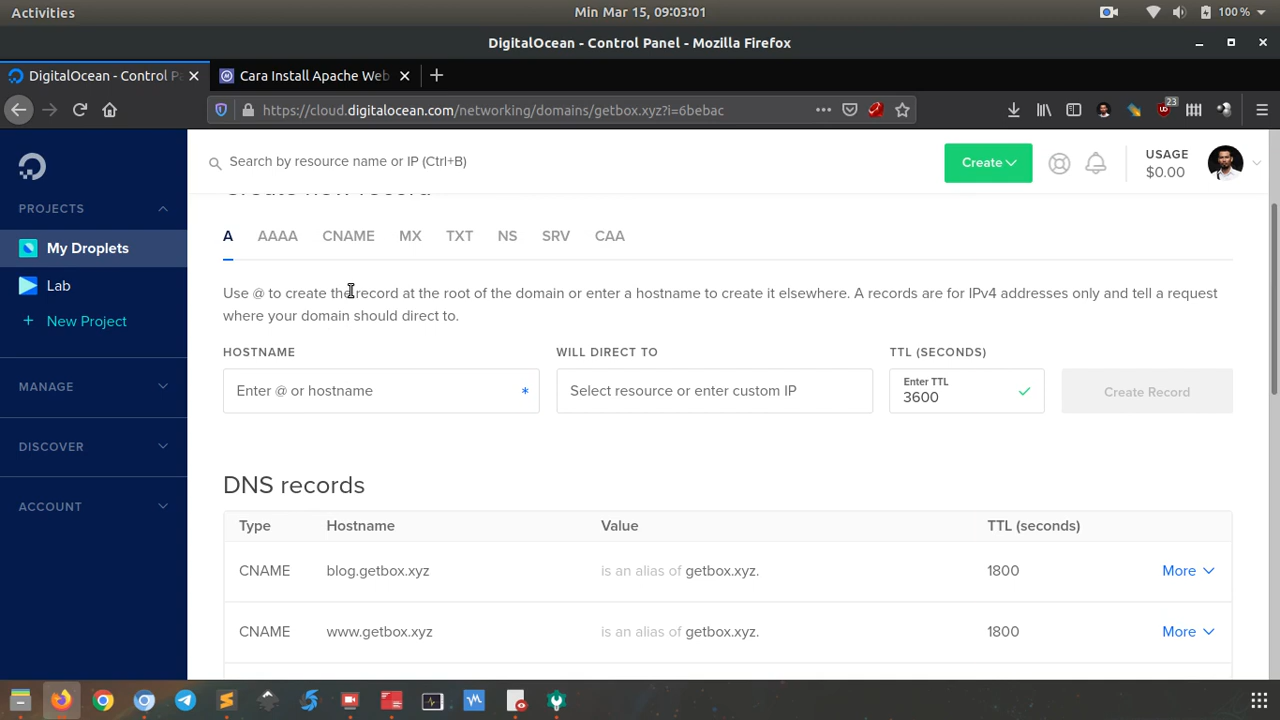 Activities
Min Mar 15, 09:03:01
100 %
DigitalOcean - Control Panel - Mozilla Firefox
DigitalOcean - Control P
Cara Install Apache Web
https://cloud.digitalocean.com/networking/domains/getbox.xyz?i=6bebac
23
Search by resource name or IP (Ctrl+B)
Create
USAGE
$0.00
PROJECTS
My Droplets
Lab
+ New Project
MANAGE
DISCOVER
ACCOUNT
Create new record
A AAAA CNAME MX TXT NS SRV CAA
Use @ to create the record at the root of the domain or enter a hostname to create it elsewhere. A records are for IPv4 addresses only and tell a request
where your domain should direct to.
HOSTNAME WILL DIRECT TO TTL (SECONDS)
Enter @ or hostname *
Select resource or enter custom IP
Enter TTL
3600
Create Record
DNS records
Type Hostname Value TTL (seconds)
CNAME blog.getbox.xyz is an alias of getbox.xyz. 1800 More
CNAME www.getbox.xyz is an alias of getbox.xyz. 1800 More